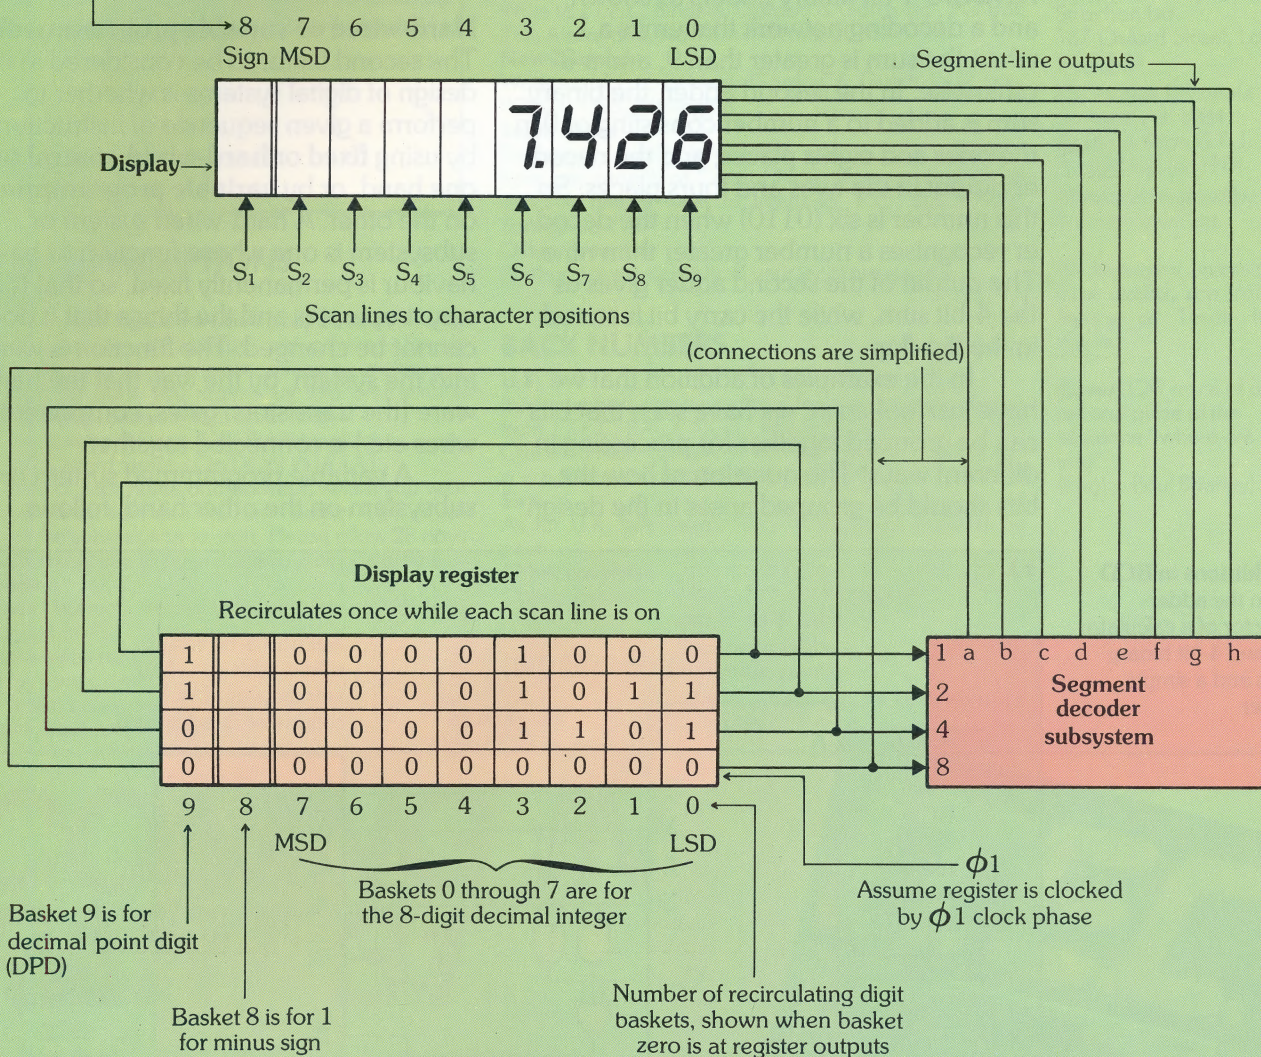 8 7 6 5 4 3 2 1 0
Sign MSD LSD
Segment-line outputs
Display
7.426
S1 S2 S3 S4 S5 S6 S7 S8 S9
Scan lines to character positions
(connections are simplified)
Display register
Recirculates once while each scan line is on
1 0 0 0 0 1 0 0 0
1 0 0 0 0 1 0 1 1
0 0 0 0 0 1 1 0 1
0 0 0 0 0 0 0 0 0
1 a b c d e f g h
2
4
8
Segment
decoder
subsystem
9 8 7 6 5 4 3 2 1 0
MSD LSD
Baskets 0 through 7 are for
the 8-digit decimal integer
ϕ1
Assume register is clocked
by ϕ1 clock phase
Basket 9 is for
decimal point digit
(DPD)
Basket 8 is for 1
for minus sign
Number of recirculating digit
baskets, shown when basket
zero is at register outputs